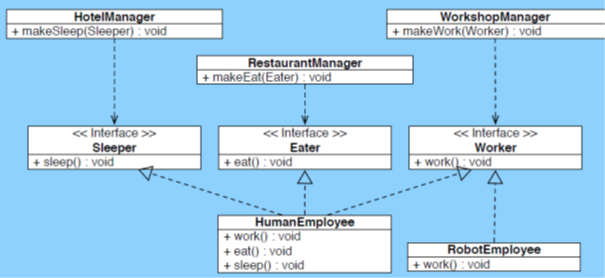 HotelManager
+ makeSleep(Sleeper) : void
WorkshopManager
+ makeWork(Worker) : void
RestaurantManager
+ makeEat(Eater) : void
<< Interface >>
Sleeper
+ sleep() : void
<< Interface >>
Eater
+ eat() : void
<< Interface >>
Worker
+ work() : void
HumanEmployee
+ work() : void
+ eat() : void
+ sleep() : void
RobotEmployee
+ work() : void